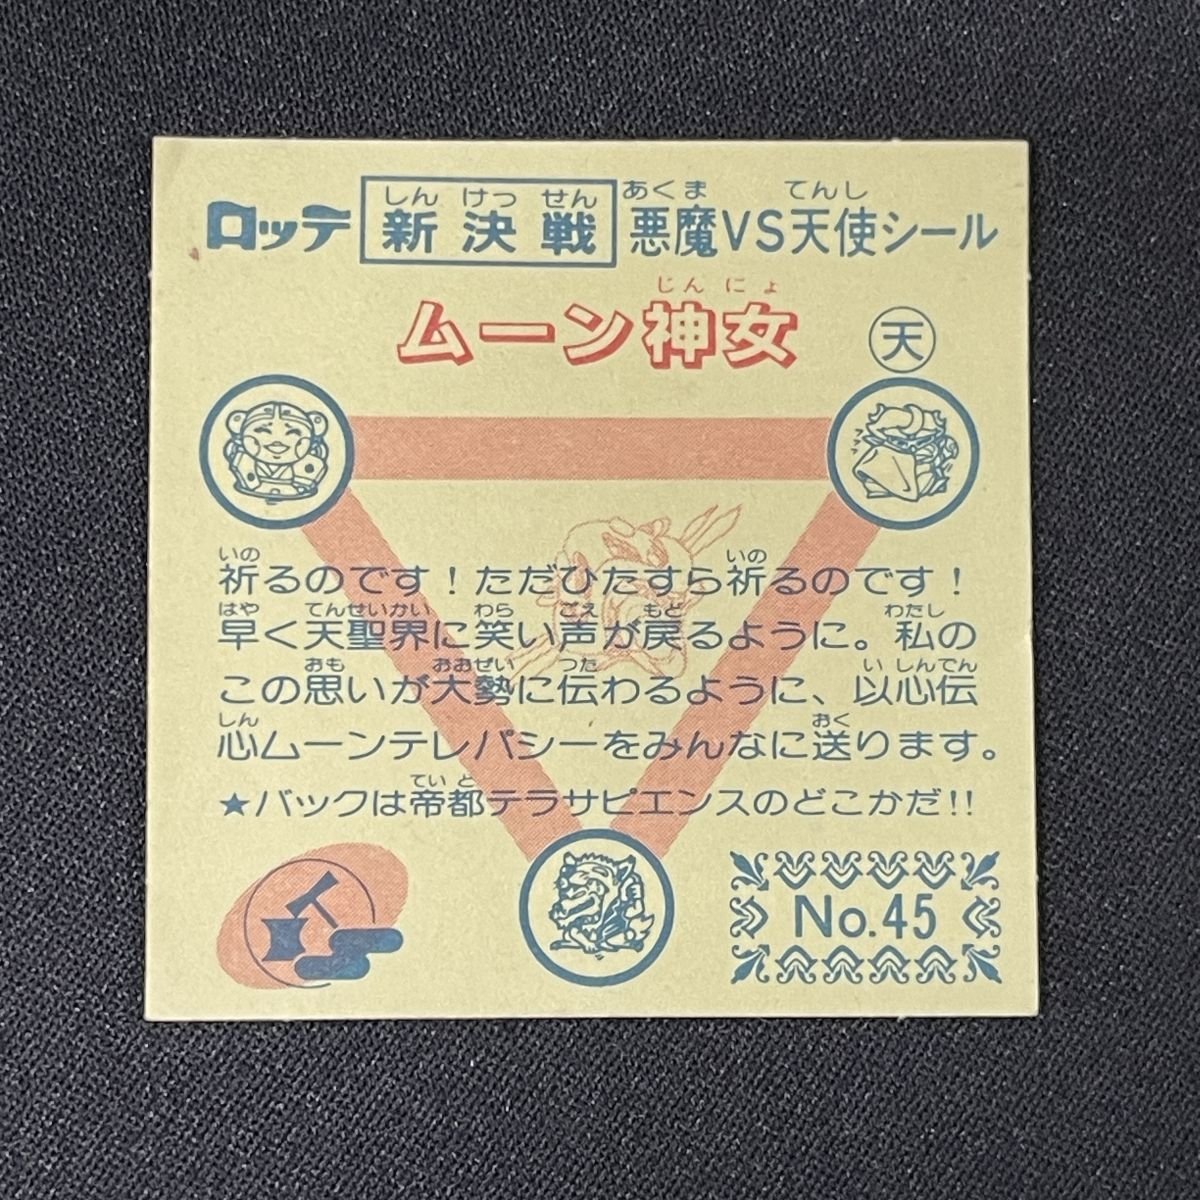 ロッテ 新決戦 悪魔VS天使シール
しん けっ せん あくま てんし
じんにょ
ムーン神女 天
いの いの
祈るのです！ただひたすら祈るのです！
はや てんせいかい わら ごえ もど わたし
早く天聖界に笑い声が戻るように。私の
おも おおぜい つた い しんでん
この思いが大勢に伝わるように、以心伝
しん おく
心ムーンテレパシーをみんなに送ります。
ていと
★バックは帝都テラサピエンスのどこかだ!!
No.45